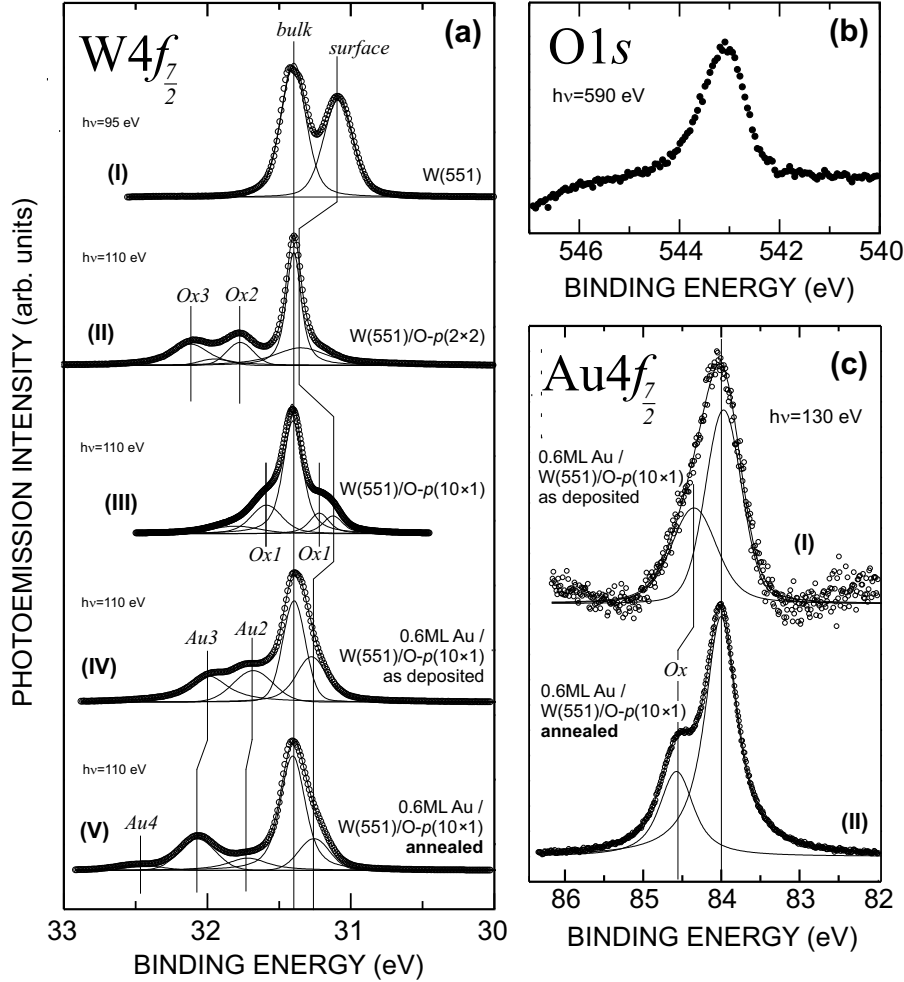 PHOTOEMISSION INTENSITY (arb. units)
(a)
W4f 7/2
bulk
surface
hν=95 eV
(I)
W(551)
hν=110 eV
Ox3
Ox2
(II)
W(551)/O-p(2×2)
hν=110 eV
(III)
W(551)/O-p(10×1)
Ox1
Ox1
hν=110 eV
Au3
Au2
(IV)
0.6ML Au /
W(551)/O-p(10×1)
as deposited
hν=110 eV
Au4
(V)
0.6ML Au /
W(551)/O-p(10×1)
annealed
33
32
31
30
BINDING ENERGY (eV)
(b)
O1s
hν=590 eV
546
544
542
540
BINDING ENERGY (eV)
(c)
Au4f 7/2
hν=130 eV
0.6ML Au /
W(551)/O-p(10×1)
as deposited
(I)
Ox
0.6ML Au /
W(551)/O-p(10×1)
annealed
(II)
86
85
84
83
82
BINDING ENERGY (eV)